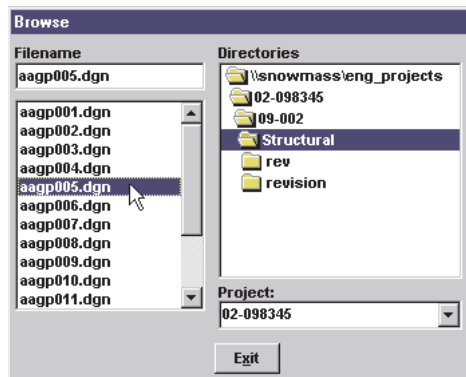 Browse
Filename
aagp005.dgn
aagp001.dgn
aagp002.dgn
aagp003.dgn
aagp004.dgn
aagp005.dgn
aagp006.dgn
aagp007.dgn
aagp008.dgn
aagp009.dgn
aagp010.dgn
aagp011.dgn
Directories
\\snowmass\eng_projects
02-098345
09-002
Structural
rev
revision
Project:
02-098345
Exit